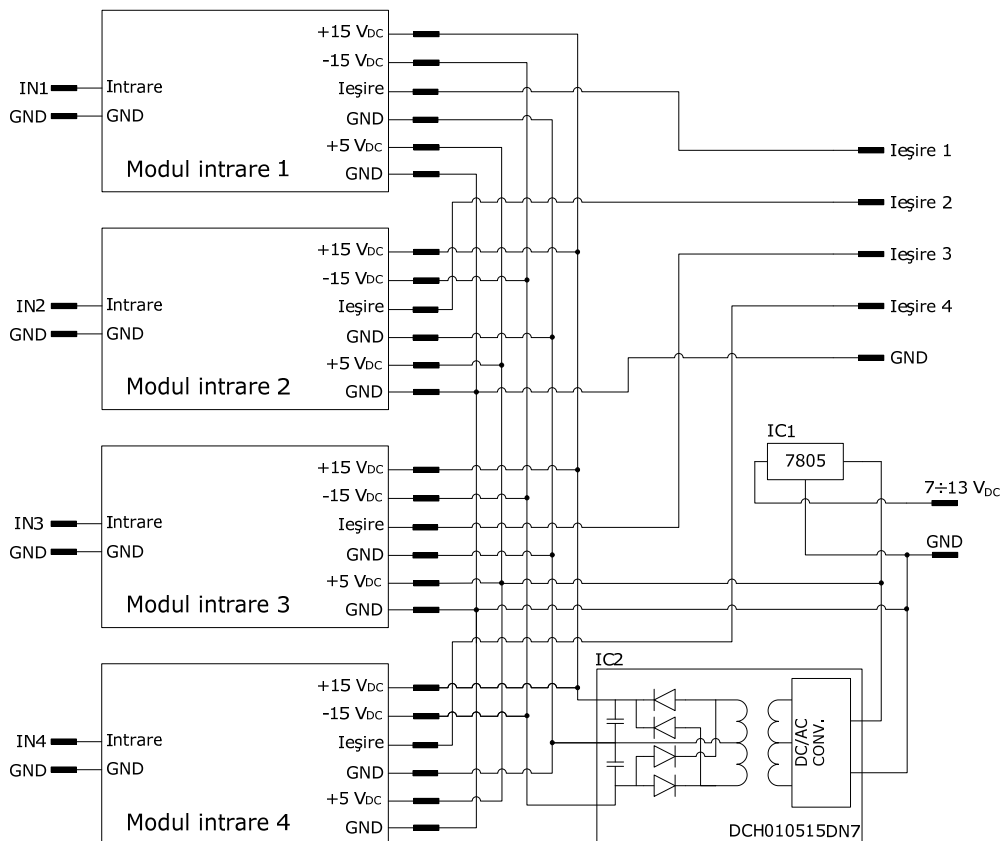 +15 VDC
-15 VDC
IN1 Intrare Ieşire
GND GND GND
+5 VDC
Modul intrare 1 GND
Ieşire 1
Ieşire 2
Ieşire 3
Ieşire 4
GND
+15 VDC
-15 VDC
IN2 Intrare Ieşire
GND GND GND
+5 VDC
Modul intrare 2 GND
IC1
7805
7÷13 VDC
GND
+15 VDC
-15 VDC
IN3 Intrare Ieşire
GND GND GND
+5 VDC
Modul intrare 3 GND
IC2
DC/AC
CONV.
DCH010515DN7
+15 VDC
-15 VDC
IN4 Intrare Ieşire
GND GND GND
+5 VDC
Modul intrare 4 GND